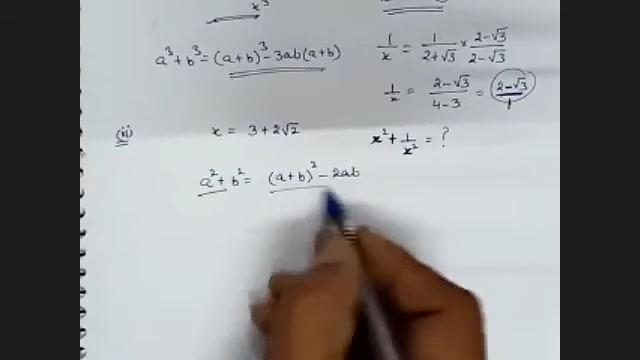 x³
a³ + b³ = (a+b)³ - 3ab(a+b)
1/x = 1/(2+√3) × (2-√3)/(2-√3)
1/x = (2-√3)/(4-3) = (2-√3)/1
(ii) x = 3 + 2√2 x² + 1/x² = ?
a² + b² = (a+b)² - 2ab